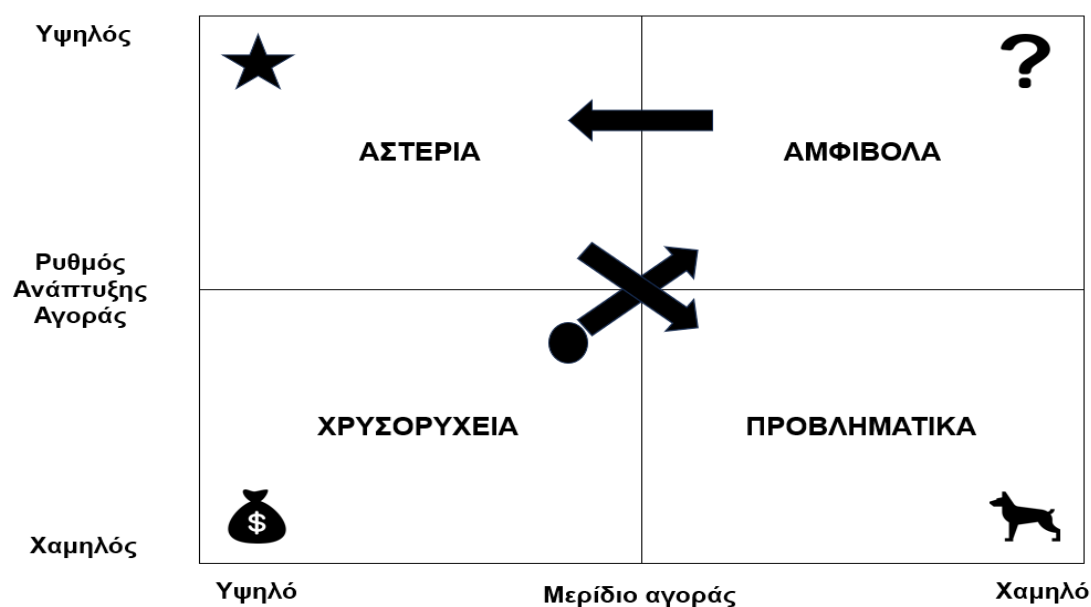 Υψηλός
?
ΑΣΤΕΡΙΑ
ΑΜΦΙΒΟΛΑ
Ρυθμός
Ανάπτυξης
Αγοράς
ΧΡΥΣΟΡΥΧΕΙΑ
ΠΡΟΒΛΗΜΑΤΙΚΑ
$
Χαμηλός
Υψηλό
Μερίδιο αγοράς
Χαμηλό